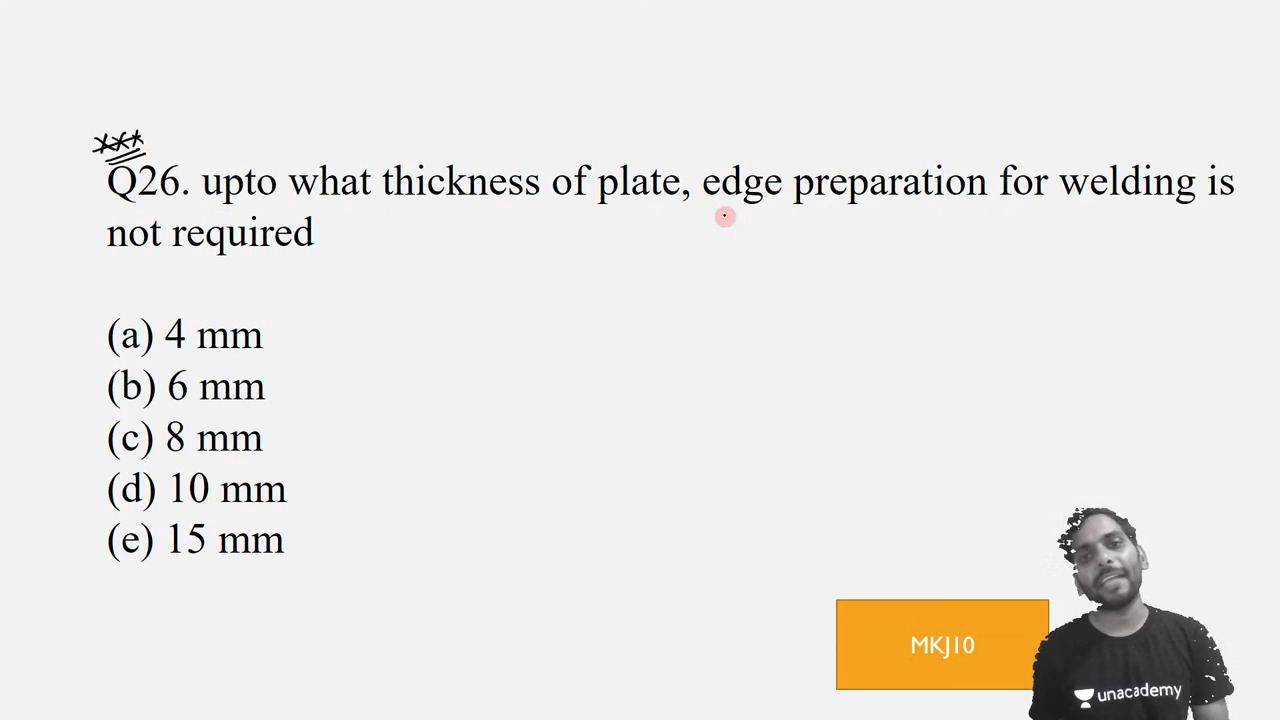 ***
Q26. upto what thickness of plate, edge preparation for welding is
not required
(a) 4 mm
(b) 6 mm
(c) 8 mm
(d) 10 mm
(e) 15 mm
MKJ10
unacademy